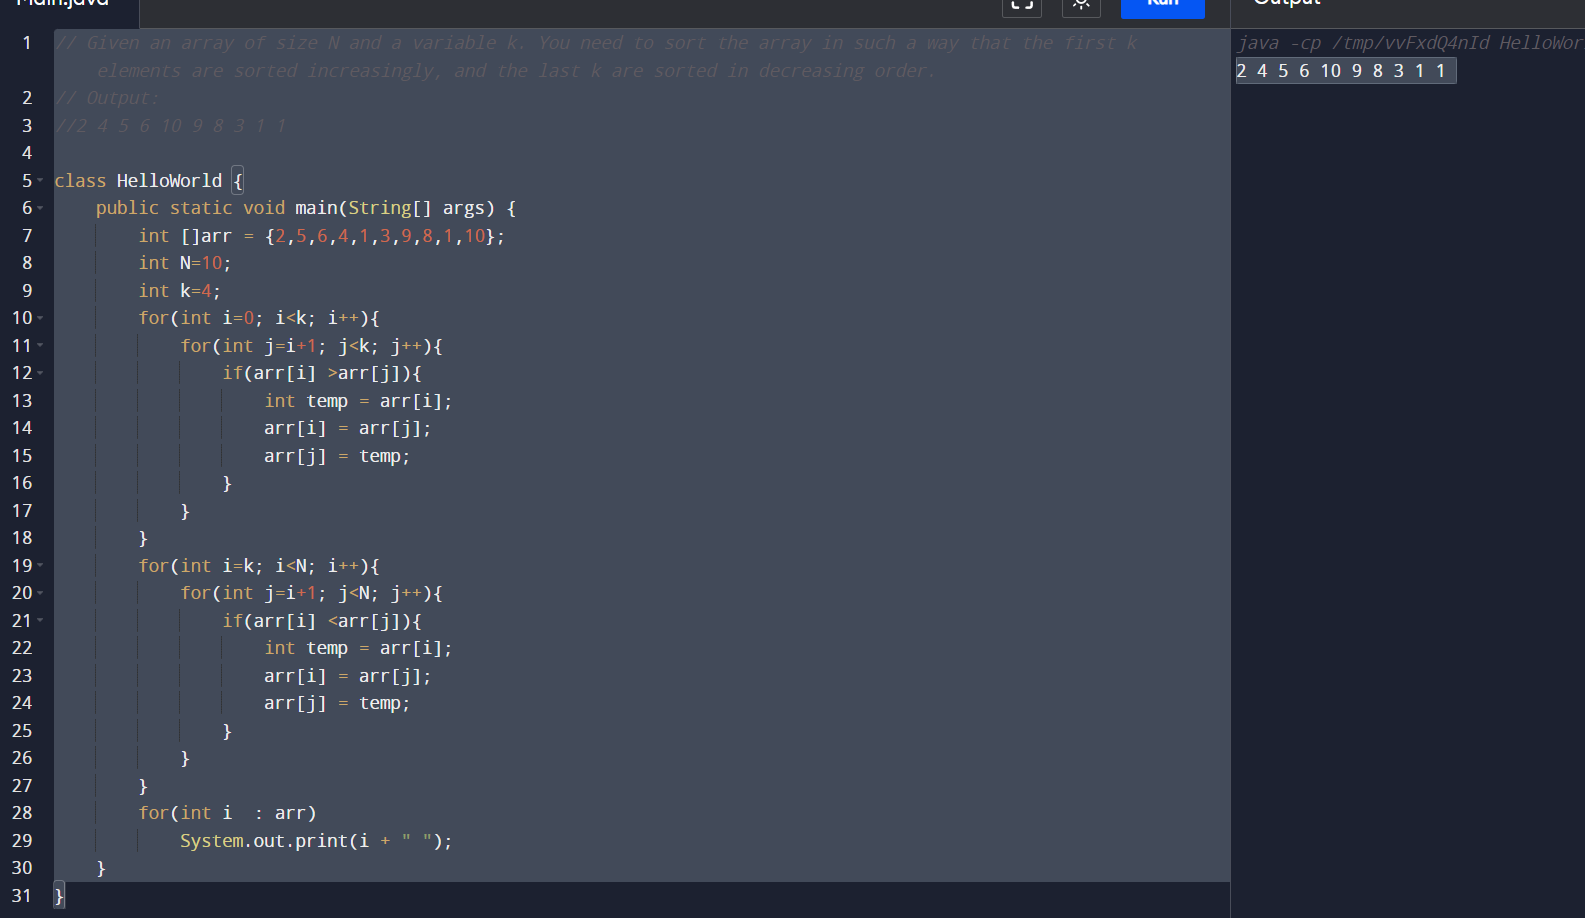 Main.java
Run
Output
1 // Given an array of size N and a variable k. You need to sort the array in such a way that the first k
elements are sorted increasingly, and the last k are sorted in decreasing order.
2 // Output:
3 //2 4 5 6 10 9 8 3 1 1
4
5 class HelloWorld {
6 public static void main(String[] args) {
7 int []arr = {2,5,6,4,1,3,9,8,1,10};
8 int N=10;
9 int k=4;
10 for(int i=0; i<k; i++){
11 for(int j=i+1; j<k; j++){
12 if(arr[i] >arr[j]){
13 int temp = arr[i];
14 arr[i] = arr[j];
15 arr[j] = temp;
16 }
17 }
18 }
19 for(int i=k; i<N; i++){
20 for(int j=i+1; j<N; j++){
21 if(arr[i] <arr[j]){
22 int temp = arr[i];
23 arr[i] = arr[j];
24 arr[j] = temp;
25 }
26 }
27 }
28 for(int i  : arr)
29 System.out.print(i + " ");
30 }
31 }
java -cp /tmp/vvFxdQ4nId HelloWor
2 4 5 6 10 9 8 3 1 1